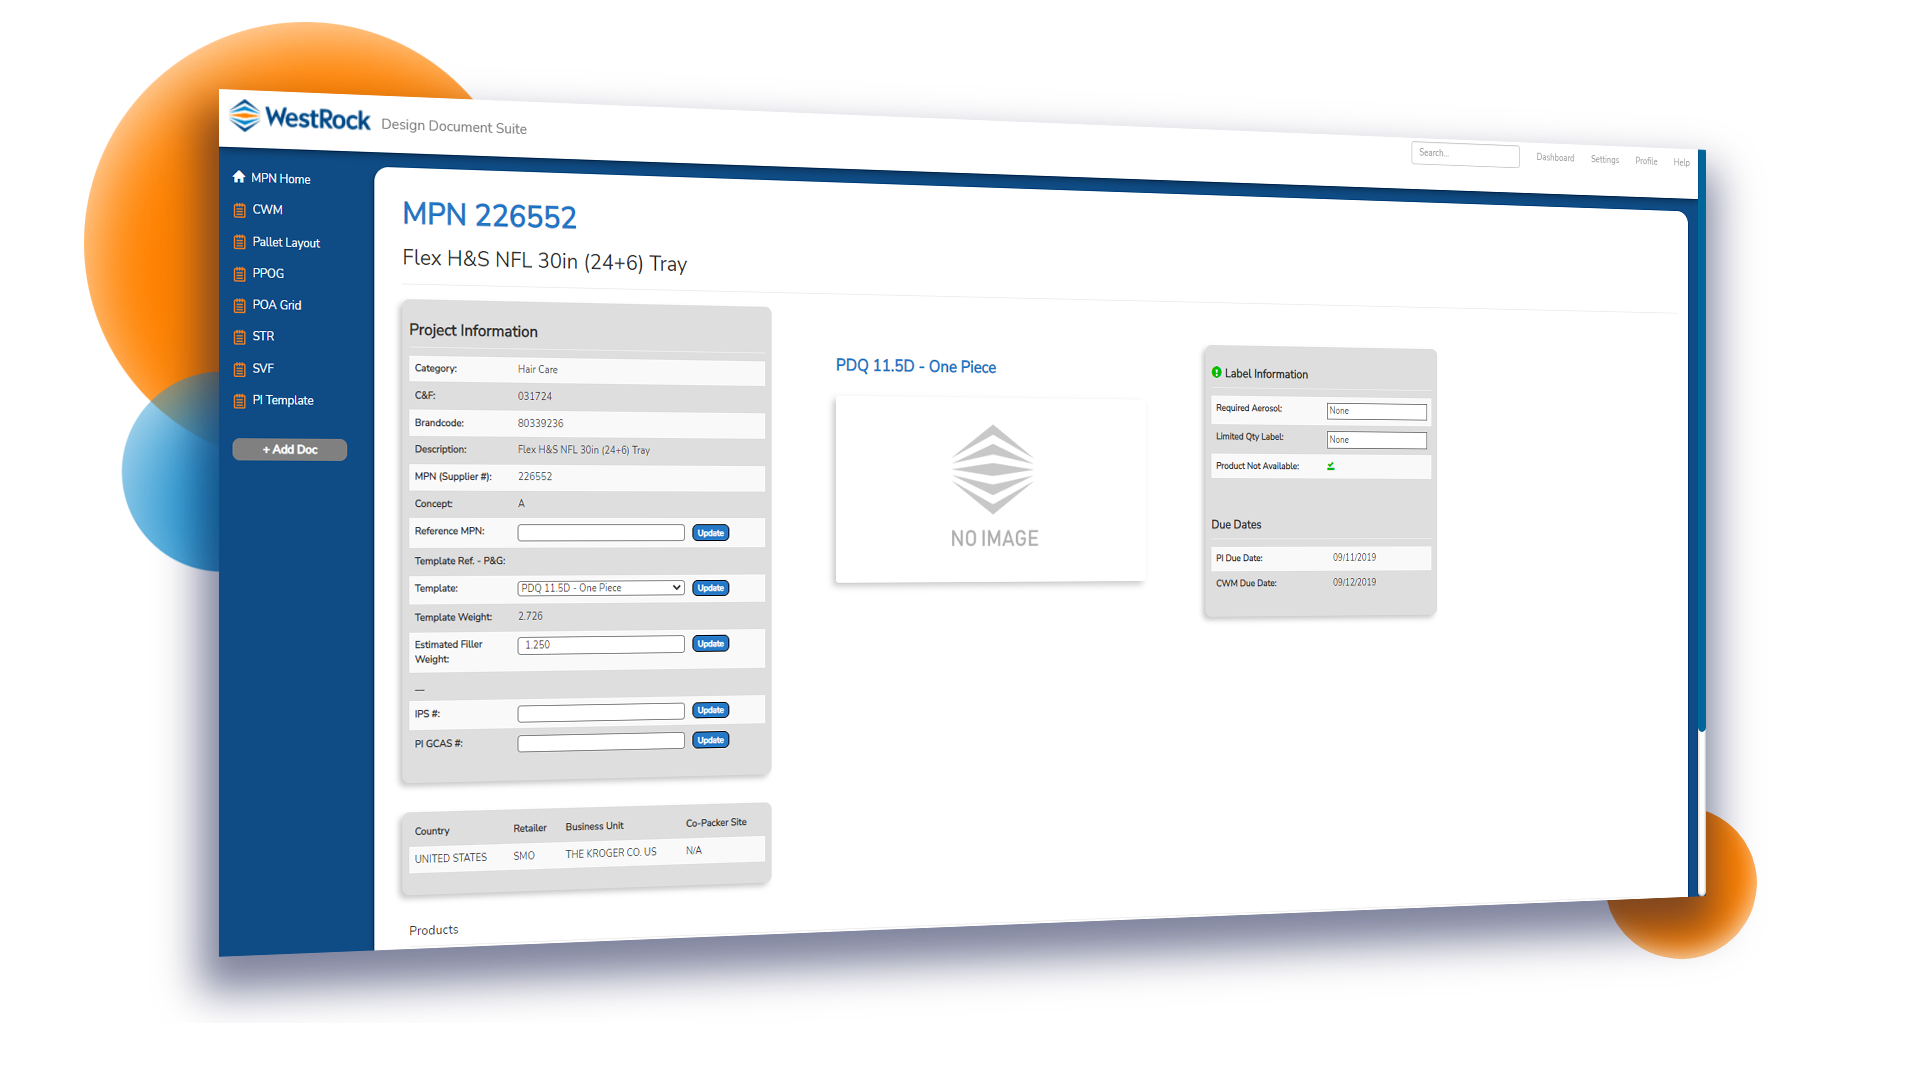 WestRock Design Document Suite
Search...
Dashboard
Settings
Profile
Help
MPN Home
CWM
Pallet Layout
PPOG
POA Grid
STR
SVF
PI Template
+ Add Doc
MPN 226552
Flex H&S NFL 30in (24+6) Tray
Project Information
Category: Hair Care
C&F: 031724
Brandcode: 80339236
Description: Flex H&S NFL 30in (24+6) Tray
MPN (Supplier #): 226552
Concept: A
Reference MPN: Update
Template Ref. - P&G:
Template: PDQ 11.5D - One Piece Update
Template Weight: 2.726
Estimated Filler
Weight: 1.250 Update
—
IPS #: Update
PI GCAS #: Update
PDQ 11.5D - One Piece
NO IMAGE
Label Information
Required Aerosol: None
Limited Qty Label: None
Product Not Available:
Due Dates
PI Due Date: 09/11/2019
CWM Due Date: 09/12/2019
Country Retailer Business Unit Co-Packer Site
UNITED STATES SMO THE KROGER CO. US N/A
Products